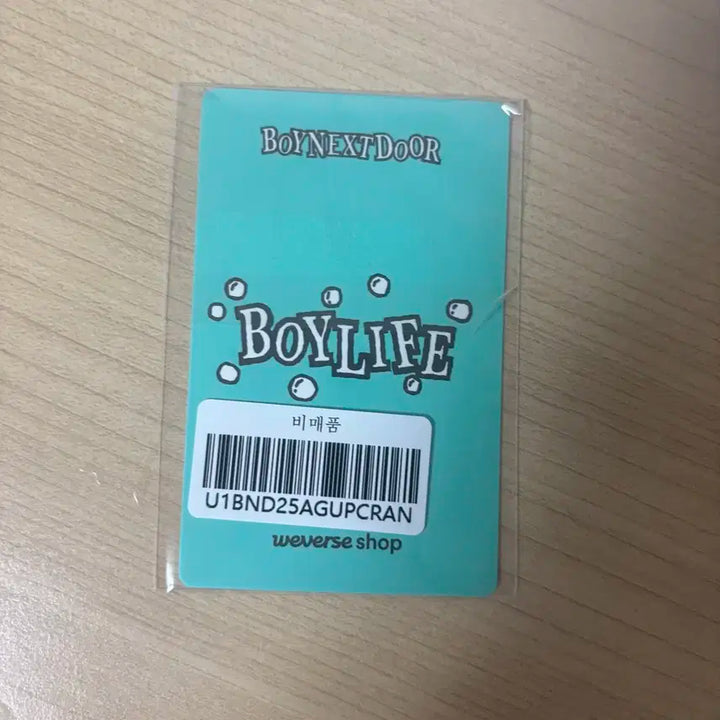 BOYNEXTDOOR
BOYLIFE
비매품
U1BND25AGUPCRAN
weverse shop